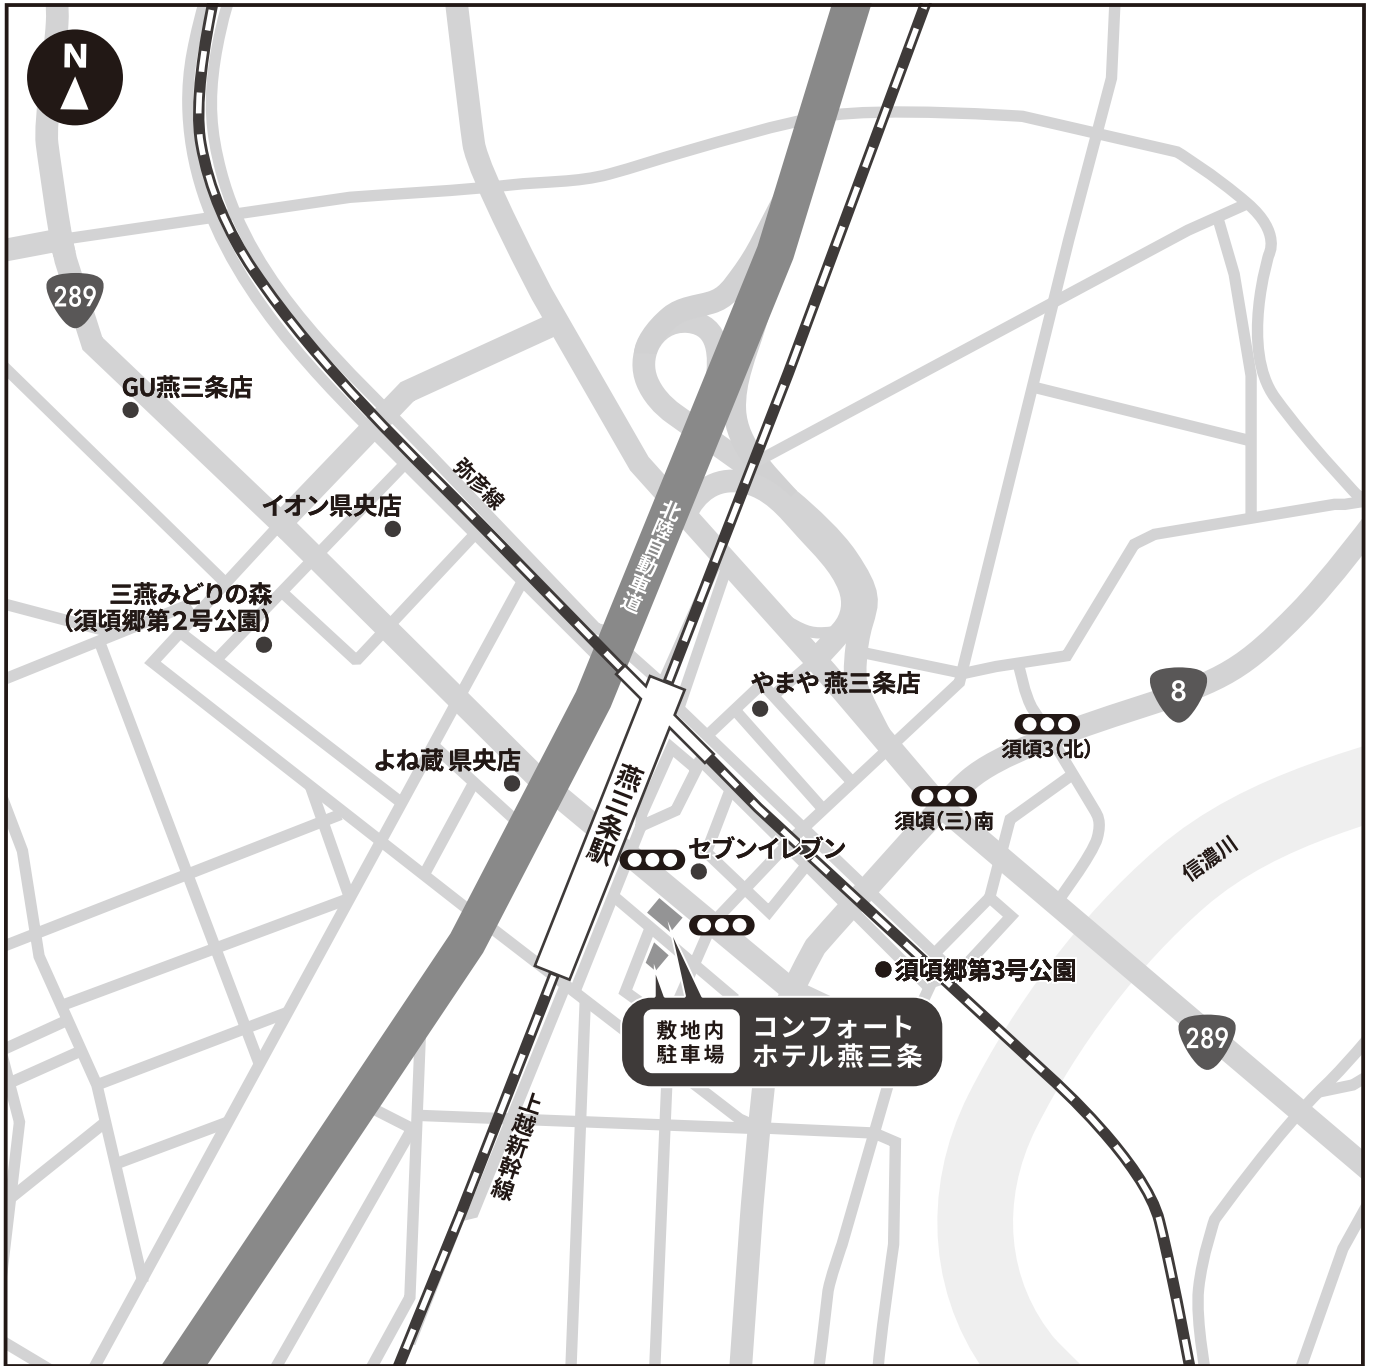 N
289
GU燕三条店
弥彦線
イオン県央店
北陸自動車道
三燕みどりの森
（須頃郷第２号公園）
やまや 燕三条店
8
須頃3（北）
よね蔵 県央店
燕三条駅
須頃（三）南
セブンイレブン
信濃川
須頃郷第3号公園
敷地内
駐車場
コンフォート
ホテル燕三条
289
上越新幹線